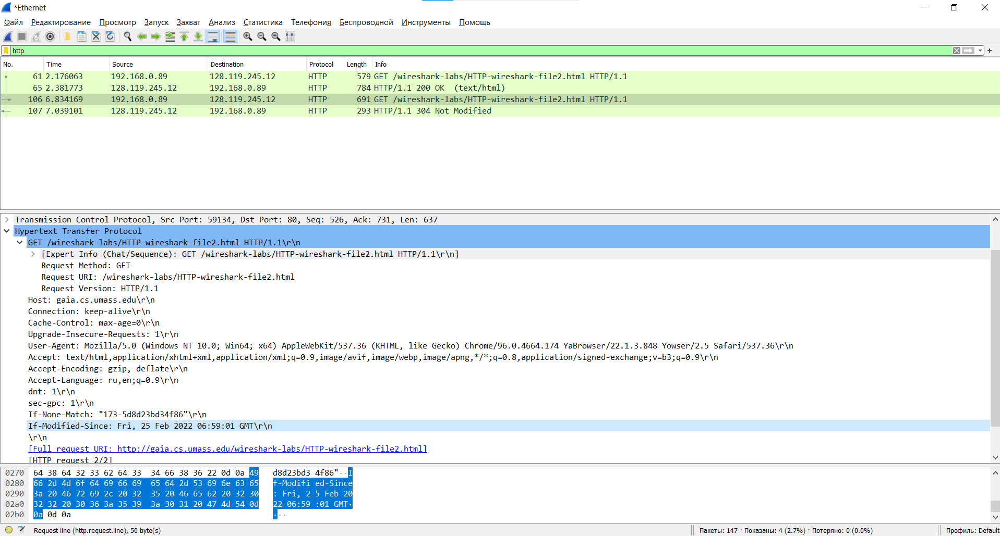 *Ethernet
Файл Редактирование Просмотр Запуск Захват Анализ Статистика Телефония Беспроводной Инструменты Помощь
http
No. Time Source Destination Protocol Length Info
61 2.176063 192.168.0.89 128.119.245.12 HTTP 579 GET /wireshark-labs/HTTP-wireshark-file2.html HTTP/1.1
65 2.381773 128.119.245.12 192.168.0.89 HTTP 784 HTTP/1.1 200 OK  (text/html)
106 6.834169 192.168.0.89 128.119.245.12 HTTP 691 GET /wireshark-labs/HTTP-wireshark-file2.html HTTP/1.1
107 7.039101 128.119.245.12 192.168.0.89 HTTP 293 HTTP/1.1 304 Not Modified
Transmission Control Protocol, Src Port: 59134, Dst Port: 80, Seq: 526, Ack: 731, Len: 637
Hypertext Transfer Protocol
GET /wireshark-labs/HTTP-wireshark-file2.html HTTP/1.1\r\n
[Expert Info (Chat/Sequence): GET /wireshark-labs/HTTP-wireshark-file2.html HTTP/1.1\r\n]
Request Method: GET
Request URI: /wireshark-labs/HTTP-wireshark-file2.html
Request Version: HTTP/1.1
Host: gaia.cs.umass.edu\r\n
Connection: keep-alive\r\n
Cache-Control: max-age=0\r\n
Upgrade-Insecure-Requests: 1\r\n
User-Agent: Mozilla/5.0 (Windows NT 10.0; Win64; x64) AppleWebKit/537.36 (KHTML, like Gecko) Chrome/96.0.4664.174 YaBrowser/22.1.3.848 Yowser/2.5 Safari/537.36\r\n
Accept: text/html,application/xhtml+xml,application/xml;q=0.9,image/avif,image/webp,image/apng,*/*;q=0.8,application/signed-exchange;v=b3;q=0.9\r\n
Accept-Encoding: gzip, deflate\r\n
Accept-Language: ru,en;q=0.9\r\n
dnt: 1\r\n
sec-gpc: 1\r\n
If-None-Match: "173-5d8d23bd34f86"\r\n
If-Modified-Since: Fri, 25 Feb 2022 06:59:01 GMT\r\n
\r\n
[Full request URI: http://gaia.cs.umass.edu/wireshark-labs/HTTP-wireshark-file2.html]
[HTTP request 2/2]
0270 64 38 64 32 33 62 64 33 34 66 38 36 22 0d 0a 49 d8d23bd3 4f86"··I
0280 66 2d 4d 6f 64 69 66 69 65 64 2d 53 69 6e 63 65 f-Modifi ed-Since
0290 3a 20 46 72 69 2c 20 32 35 20 46 65 62 20 32 30 : Fri, 2 5 Feb 20
02a0 32 32 20 30 36 3a 35 39 3a 30 31 20 47 4d 54 0d 22 06:59 :01 GMT·
02b0 0a 0d 0a ···
Request line (http.request.line), 50 byte(s) Пакеты: 147 · Показаны: 4 (2.7%) · Потеряно: 0 (0.0%) Профиль: Default